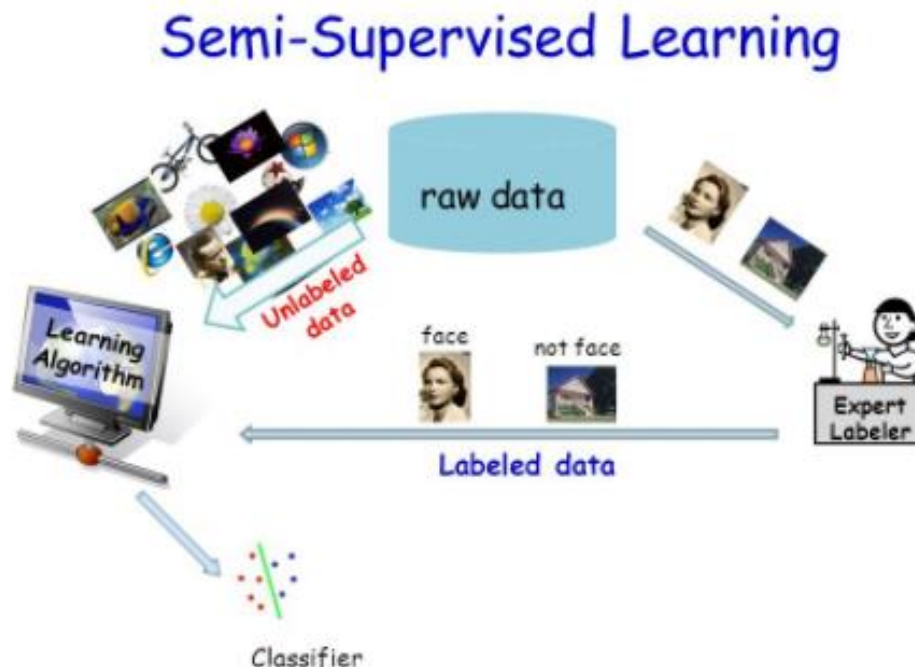 Semi-Supervised Learning
raw data
Unlabeled
data
Learning
Algorithm
face
not face
Expert
Labeler
Labeled data
Classifier